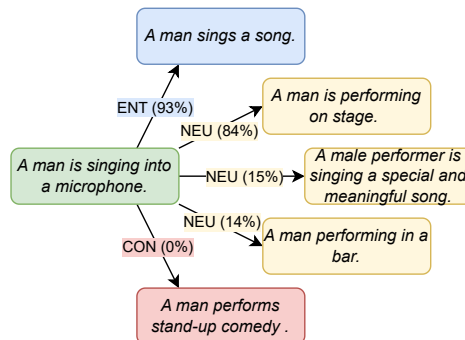 A man sings a song.
ENT (93%)
A man is performing
on stage.
NEU (84%)
A man is singing into
a microphone.
NEU (15%)
A male performer is
singing a special and
meaningful song.
NEU (14%)
A man performing in a
bar.
CON (0%)
A man performs
stand-up comedy .